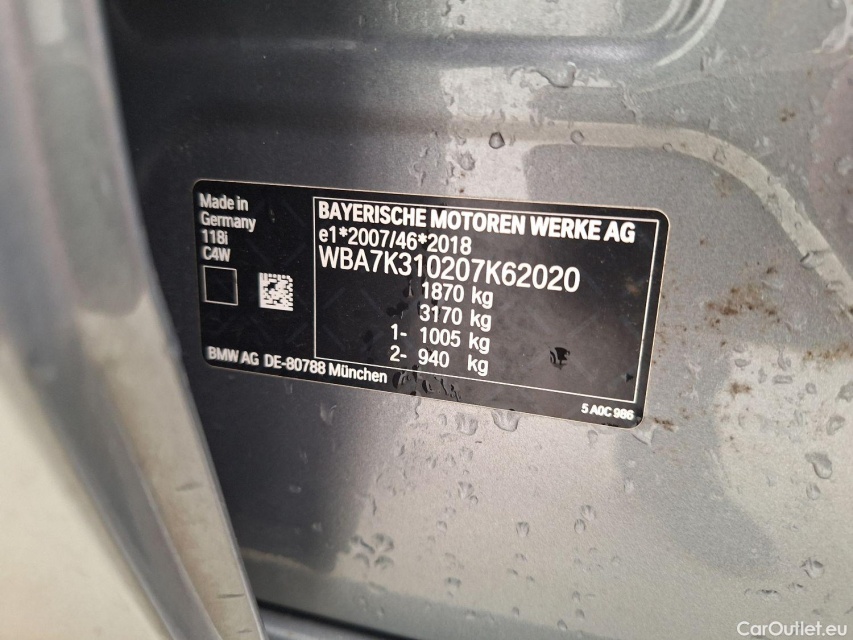 Made in
Germany
118i
C4W
BAYERISCHE MOTOREN WERKE AG
e1*2007/46*2018
WBA7K310207K62020
1870 kg
3170 kg
1- 1005 kg
2- 940 kg
BMW AG DE-80788 München
5 A0C 986
CarOutlet.eu